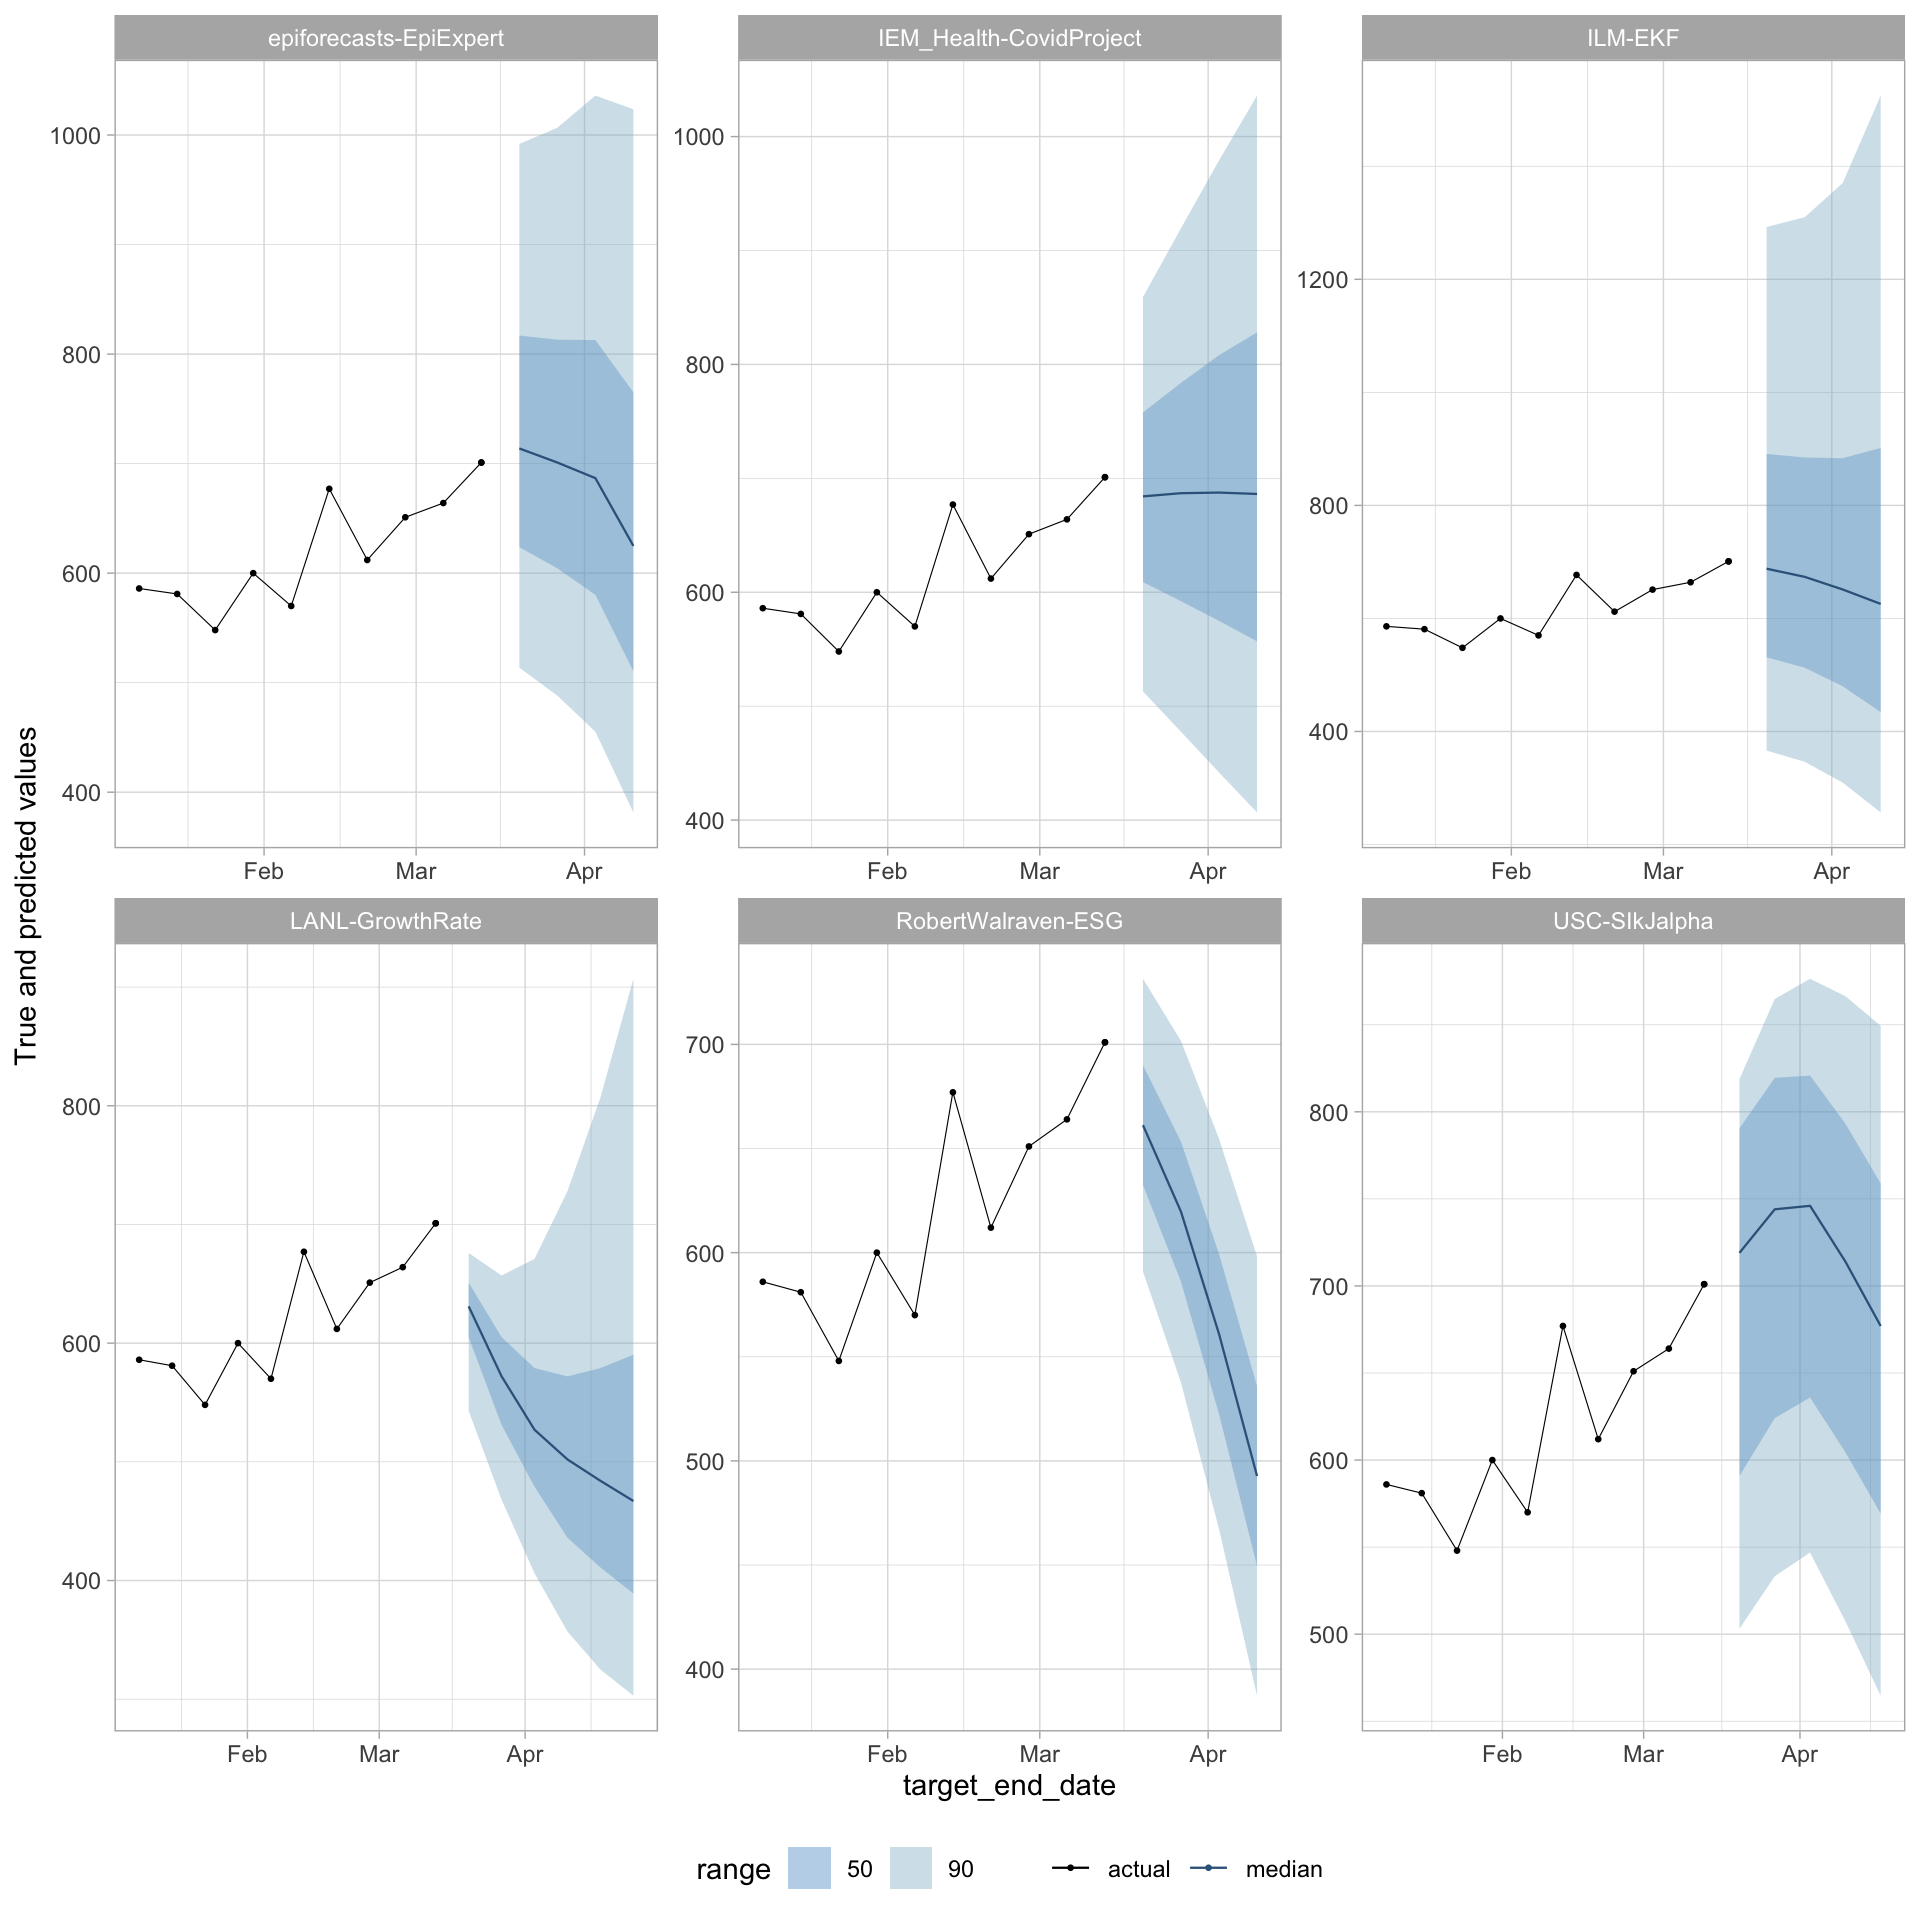 epiforecasts-EpiExpert
IEM_Health-CovidProject
ILM-EKF
1000
800
600
400
1000
800
600
400
1200
800
400
Feb Mar Apr
Feb Mar Apr
Feb Mar Apr
True and predicted values
LANL-GrowthRate
RobertWalraven-ESG
USC-SIkJalpha
800
600
400
700
600
500
400
800
700
600
500
Feb Mar Apr
Feb Mar Apr
Feb Mar Apr
target_end_date
range 50 90 actual median